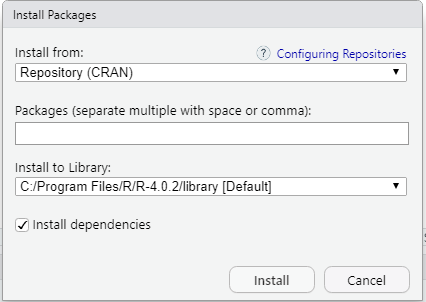 Install Packages
Install from:
? Configuring Repositories
Repository (CRAN)
Packages (separate multiple with space or comma):
Install to Library:
C:/Program Files/R/R-4.0.2/library [Default]
Install dependencies
Install
Cancel